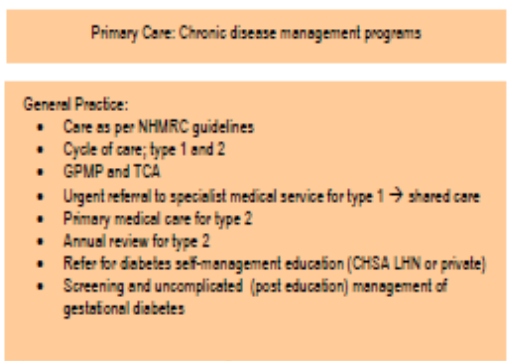 Primary Care: Chronic disease management programs
General Practice:
• Care as per NHMRC guidelines
• Cycle of care; type 1 and 2
• GPMP and TCA
• Urgent referral to specialist medical service for type 1 → shared care
• Primary medical care for type 2
• Annual review for type 2
• Refer for diabetes self-management education (CHSA LHN or private)
• Screening and uncomplicated (post education) management of
gestational diabetes